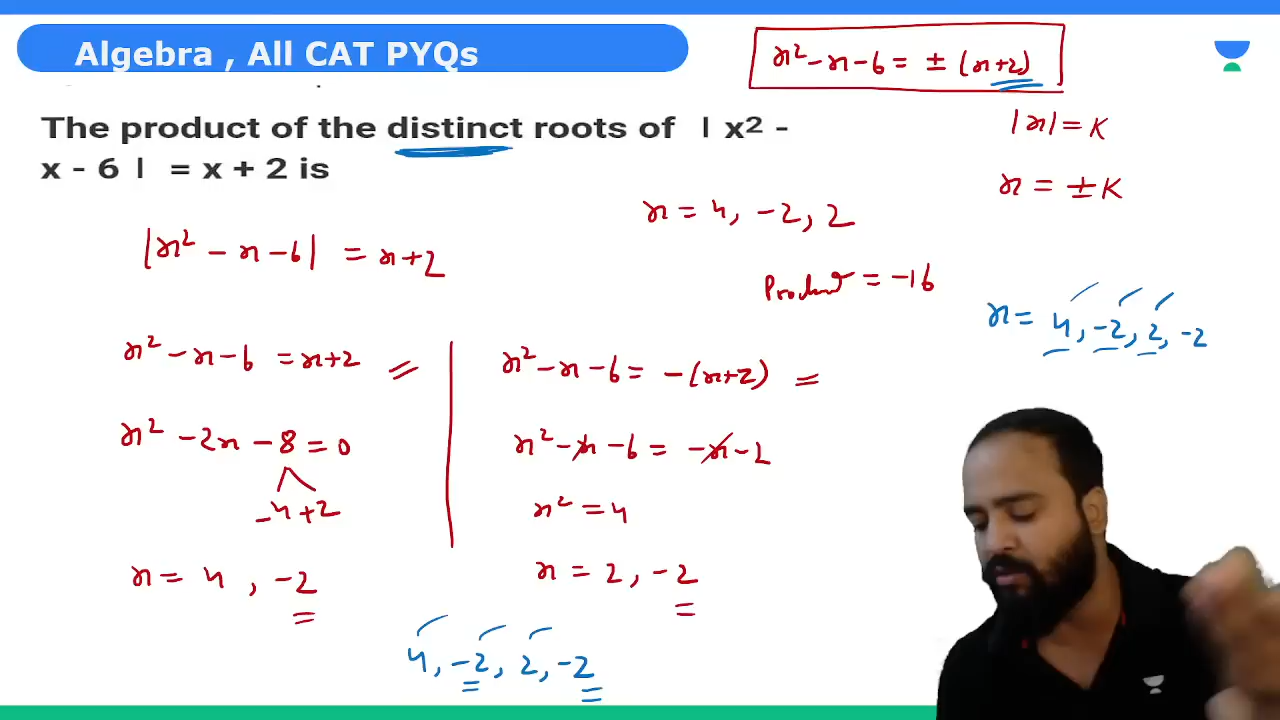 Algebra , All CAT PYQs
x² - x - 6 = ± (x+2)
The product of the distinct roots of | x2 -
x - 6 | = x + 2 is
|x| = K
x = ±K
x = 4, -2, 2
|x² - x - 6| = x+2
Product = -16
x = 4, -2, 2, -2
x² - x - 6 = x+2
x² - x - 6 = -(x+2) =
x² - 2x - 8 = 0
x² - x - 6 = -x - 2
-4 +2
x² = 4
x = 4 , -2
x = 2, -2
4, -2, 2, -2